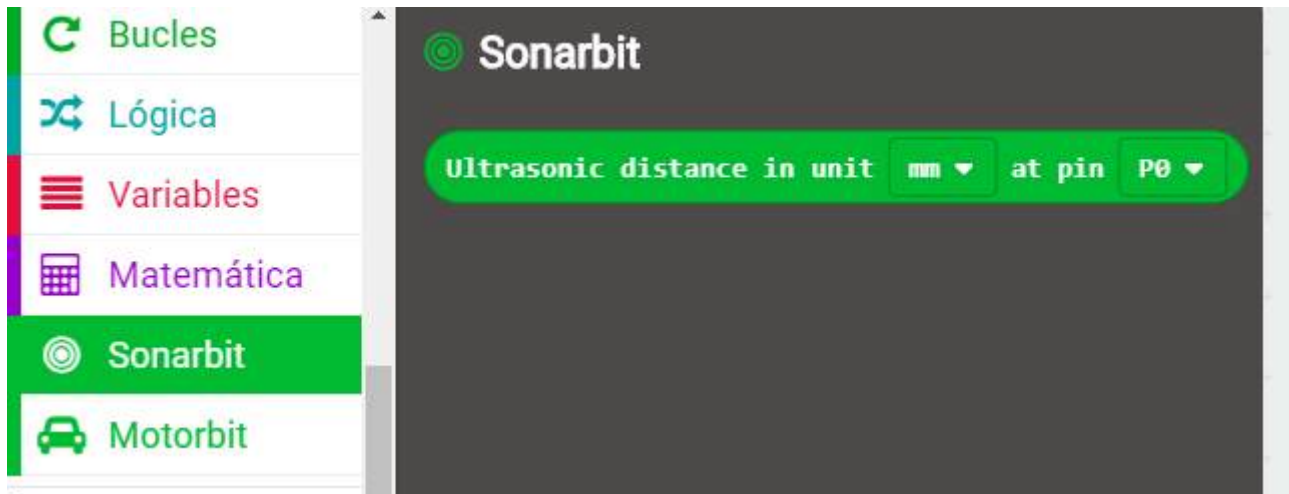 Bucles
Lógica
Variables
Matemática
Sonarbit
Motorbit
Sonarbit
Ultrasonic distance in unit mm at pin P0